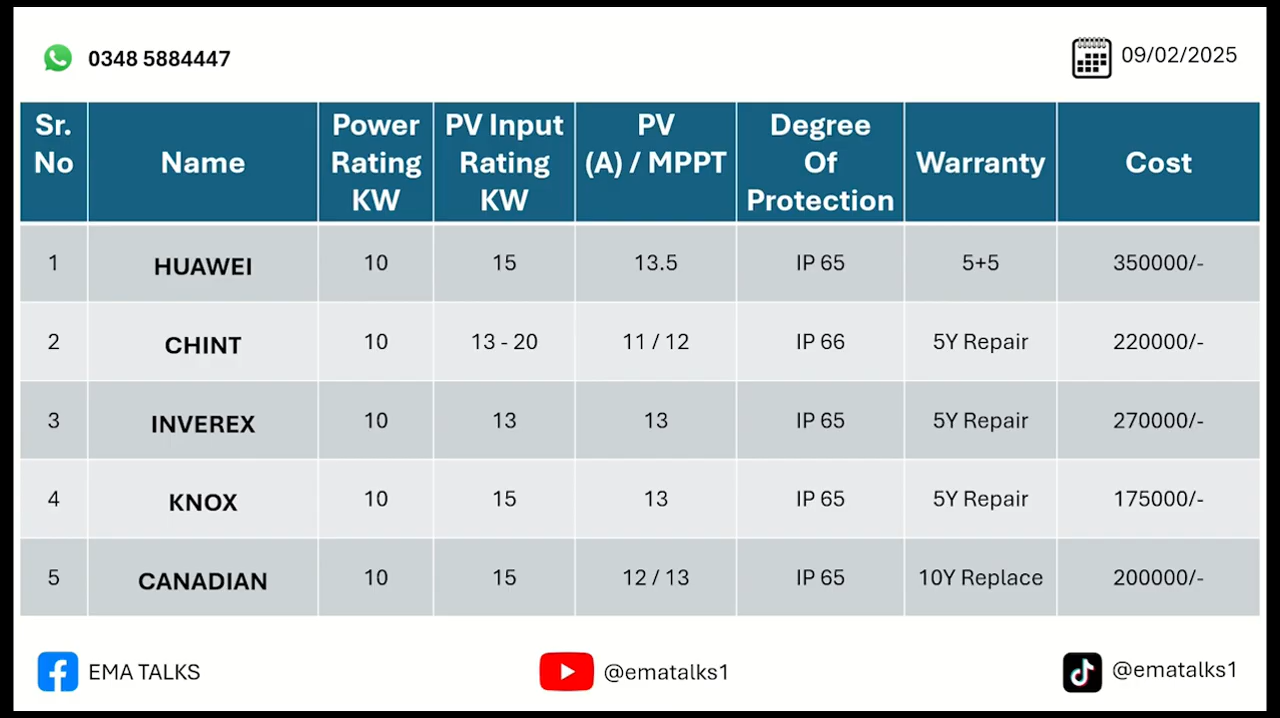 0348 5884447
09/02/2025
Sr. No Name Power Rating KW PV Input Rating KW PV (A) / MPPT Degree Of Protection Warranty Cost
1 HUAWEI 10 15 13.5 IP 65 5+5 350000/-
2 CHINT 10 13 - 20 11 / 12 IP 66 5Y Repair 220000/-
3 INVEREX 10 13 13 IP 65 5Y Repair 270000/-
4 KNOX 10 15 13 IP 65 5Y Repair 175000/-
5 CANADIAN 10 15 12 / 13 IP 65 10Y Replace 200000/-
EMA TALKS
@ematalks1
@ematalks1